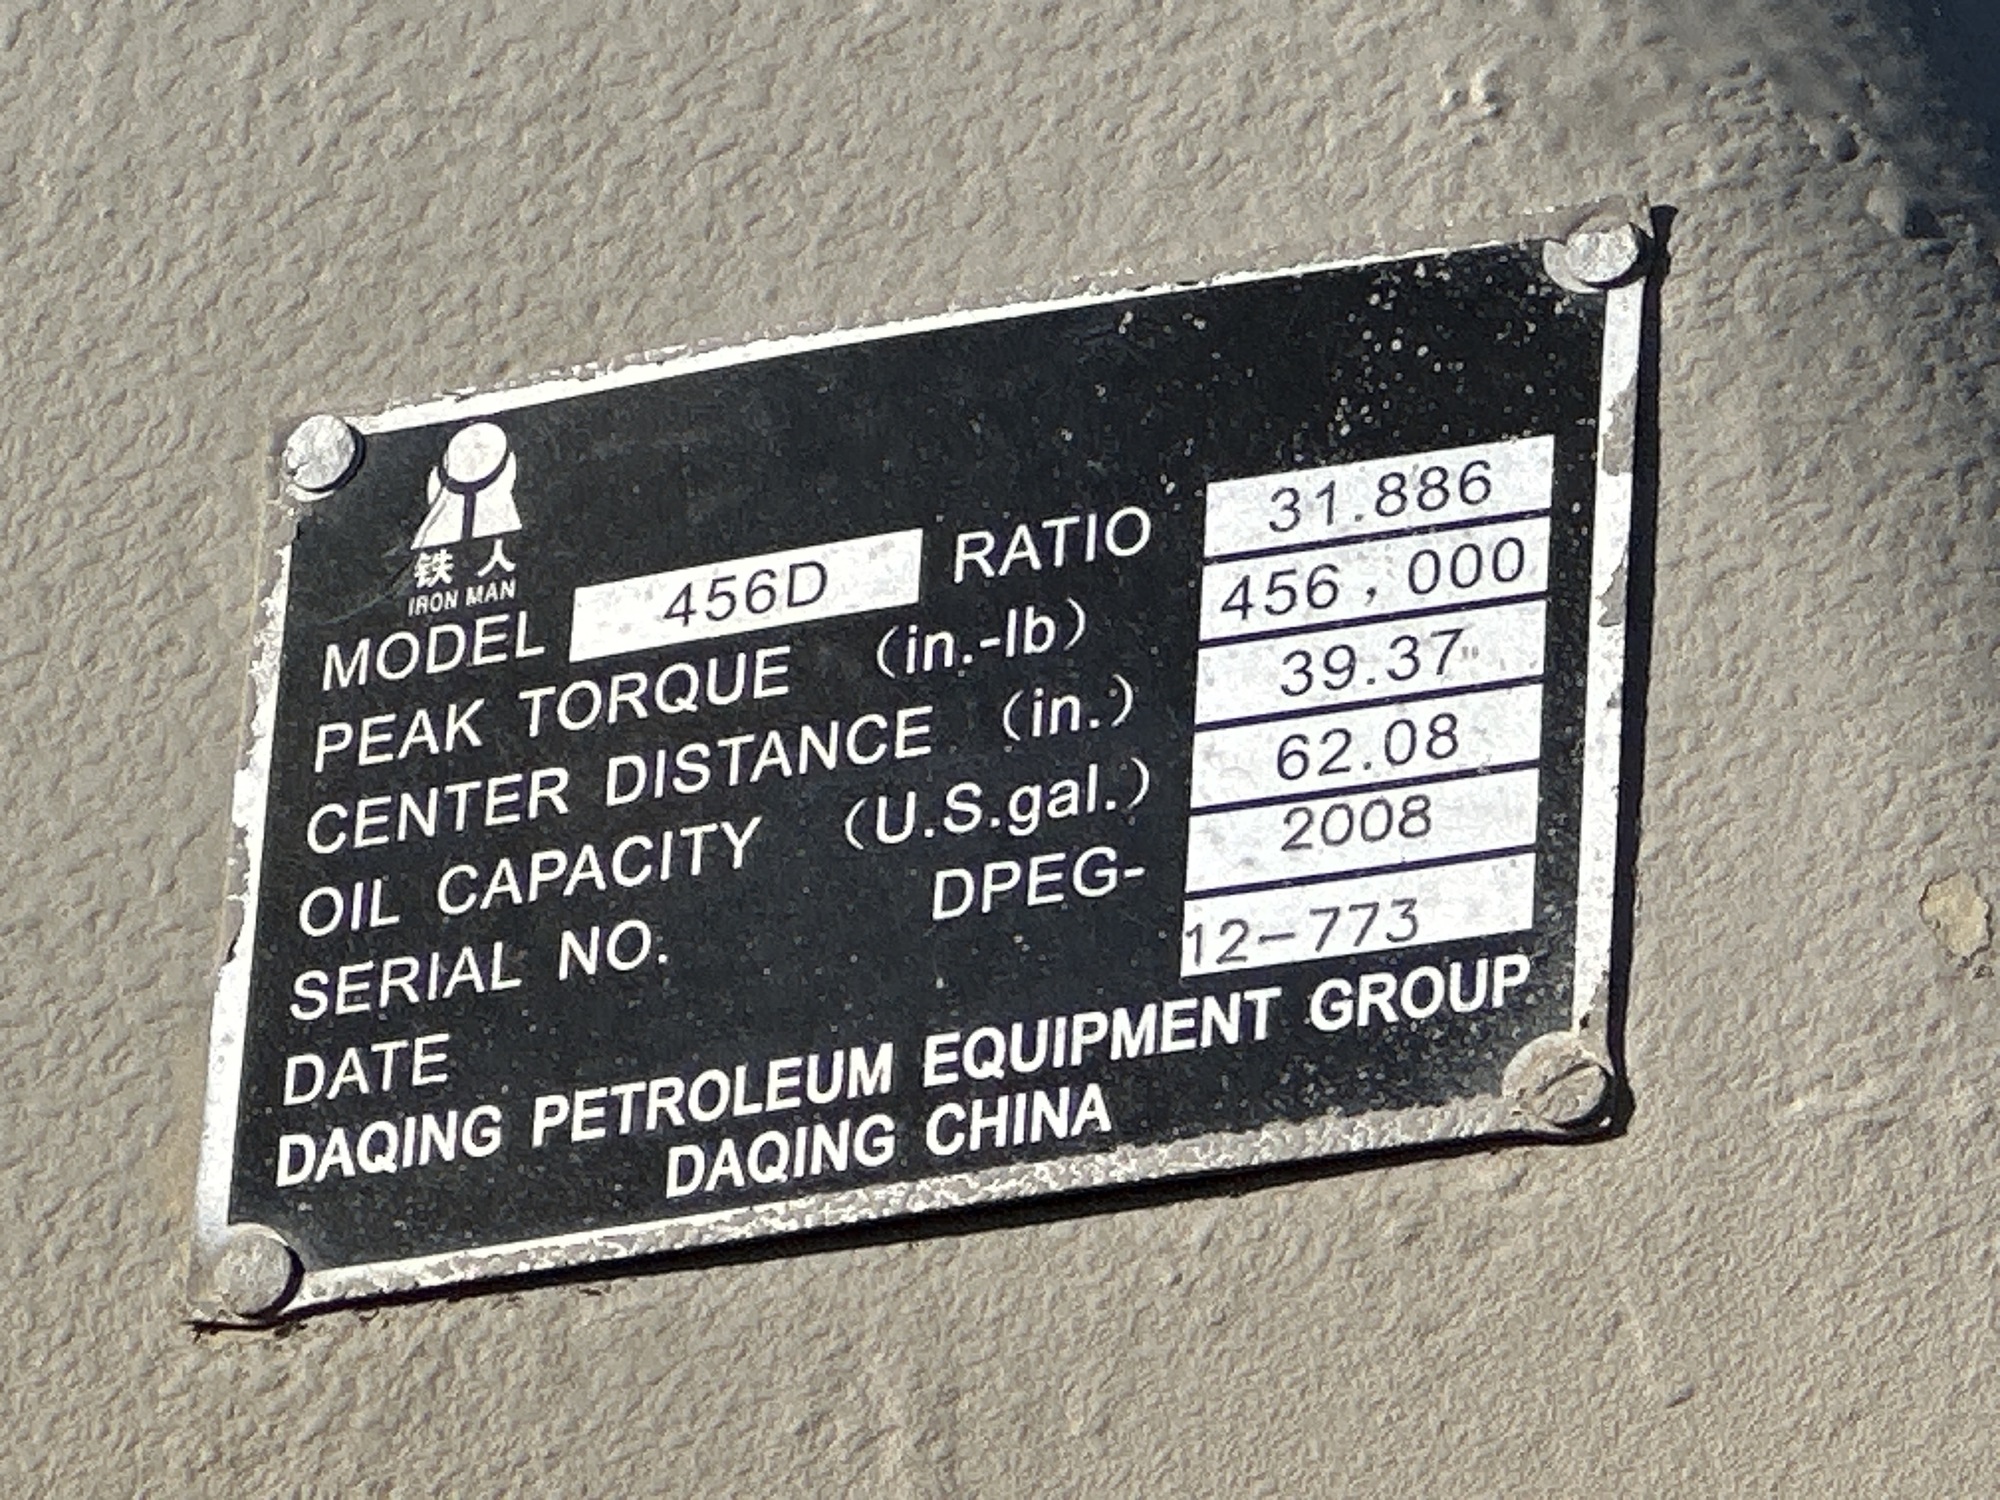 铁人
IRON MAN
MODEL 456D RATIO 31.886
PEAK TORQUE (in.-lb) 456,000
CENTER DISTANCE (in.) 39.37
OIL CAPACITY (U.S.gal.) 62.08
SERIAL NO. DPEG- 2008
DATE 12-773
DAQING PETROLEUM EQUIPMENT GROUP
DAQING CHINA